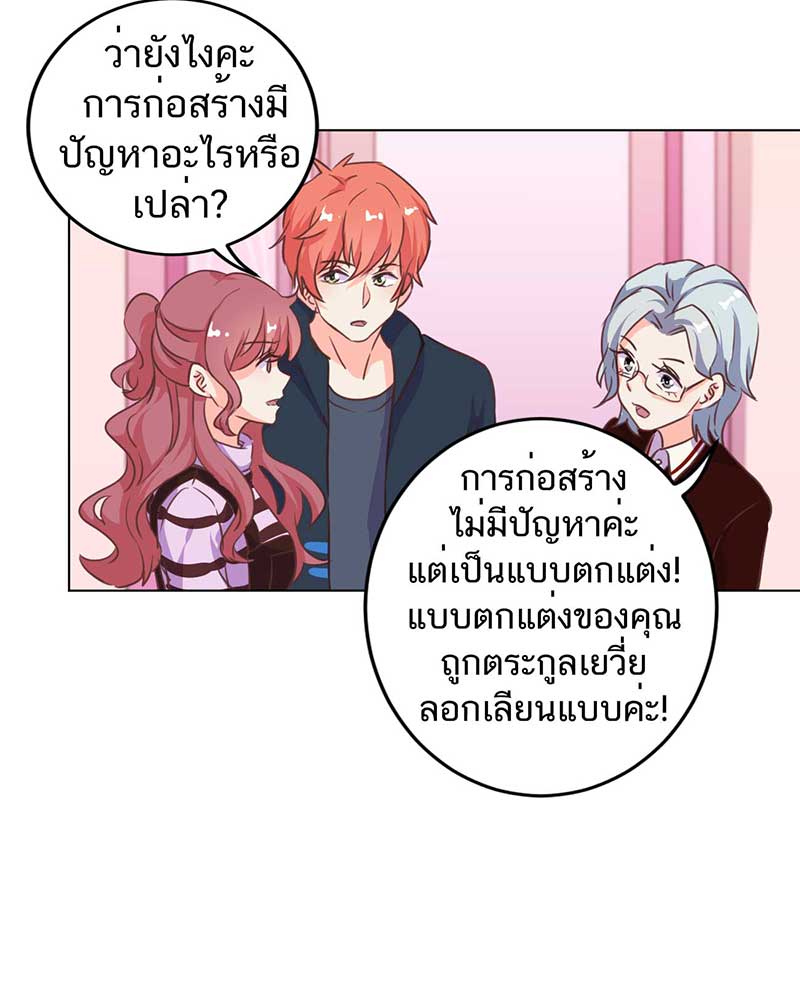 ว่ายังไงคะ
การก่อสร้างมี
ปัญหาอะไรหรือ
เปล่า?
การก่อสร้าง
ไม่มีปัญหาค่ะ
แต่เป็นแบบตกแต่ง!
แบบตกแต่งของคุณ
ถูกตระกูลเยวี่ย
ลอกเลียนแบบค่ะ!